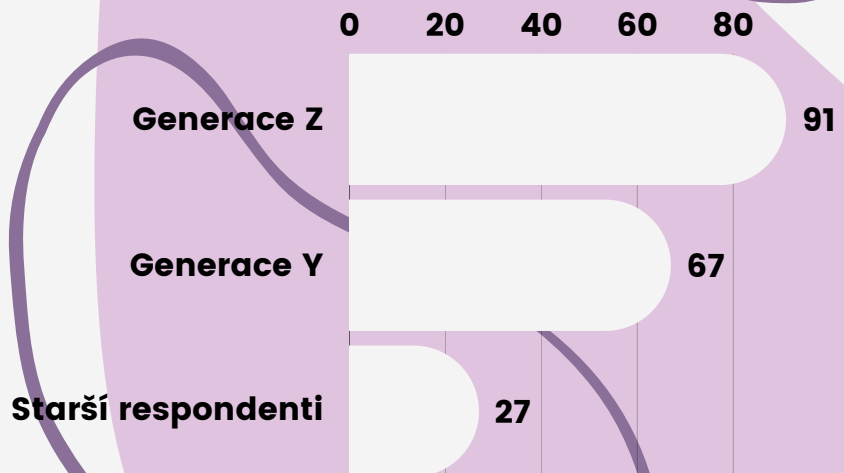 0 20 40 60 80
Generace Z 91
Generace Y 67
Starší respondenti 27